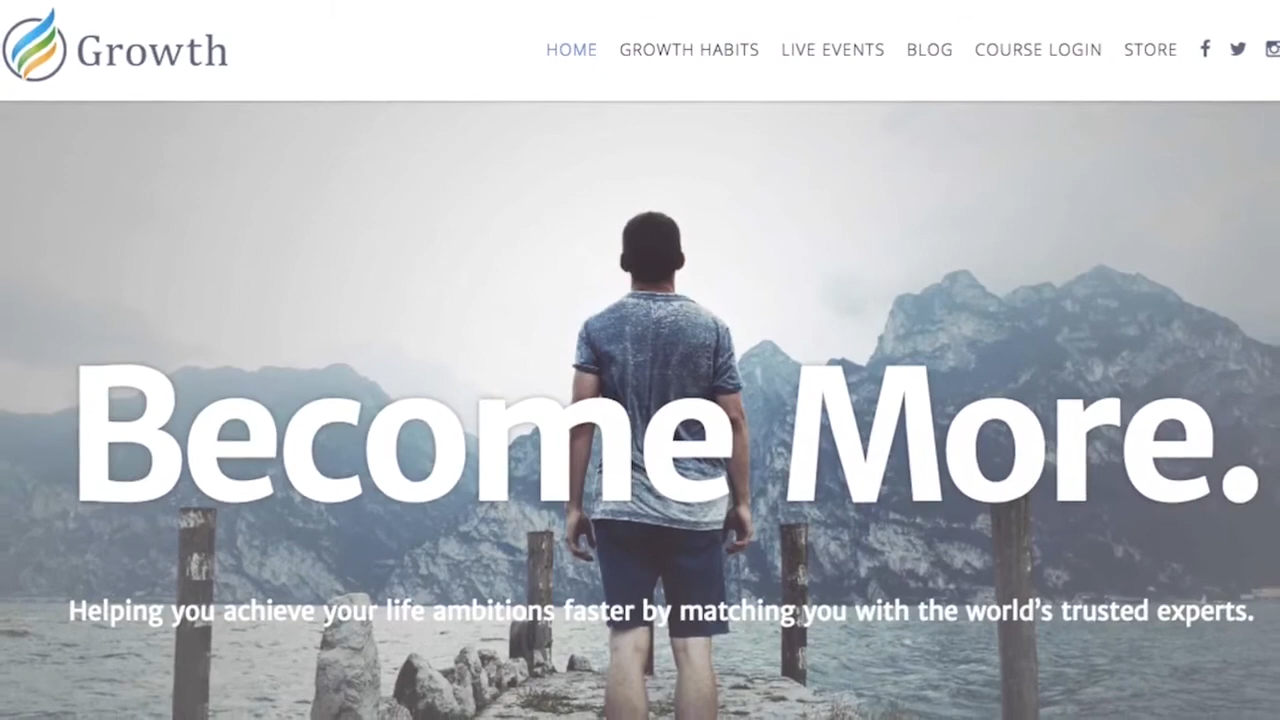 Growth
HOME GROWTH HABITS LIVE EVENTS BLOG COURSE LOGIN STORE
Become More.
Helping you achieve your life ambitions faster by matching you with the world's trusted experts.